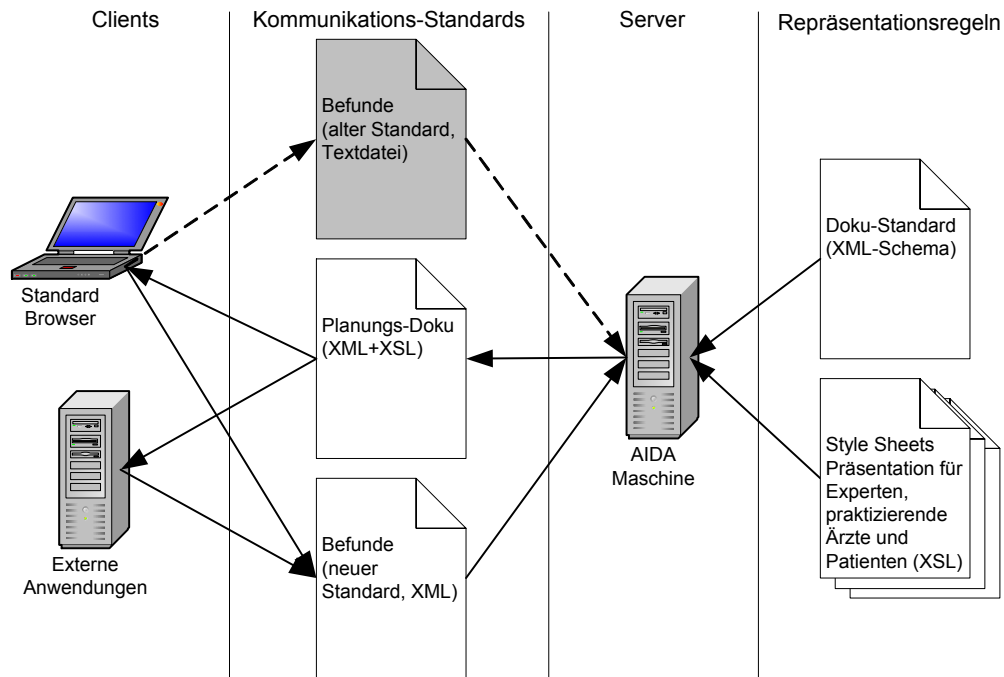 Clients
Kommunikations-Standards
Server
Repräsentationsregeln
Befunde
(alter Standard,
Textdatei)
Standard
Browser
Planungs-Doku
(XML+XSL)
Externe
Anwendungen
Befunde
(neuer
Standard, XML)
AIDA
Maschine
Doku-Standard
(XML-Schema)
Style Sheets
Präsentation für
Experten,
praktizierende
Ärzte und
Patienten (XSL)